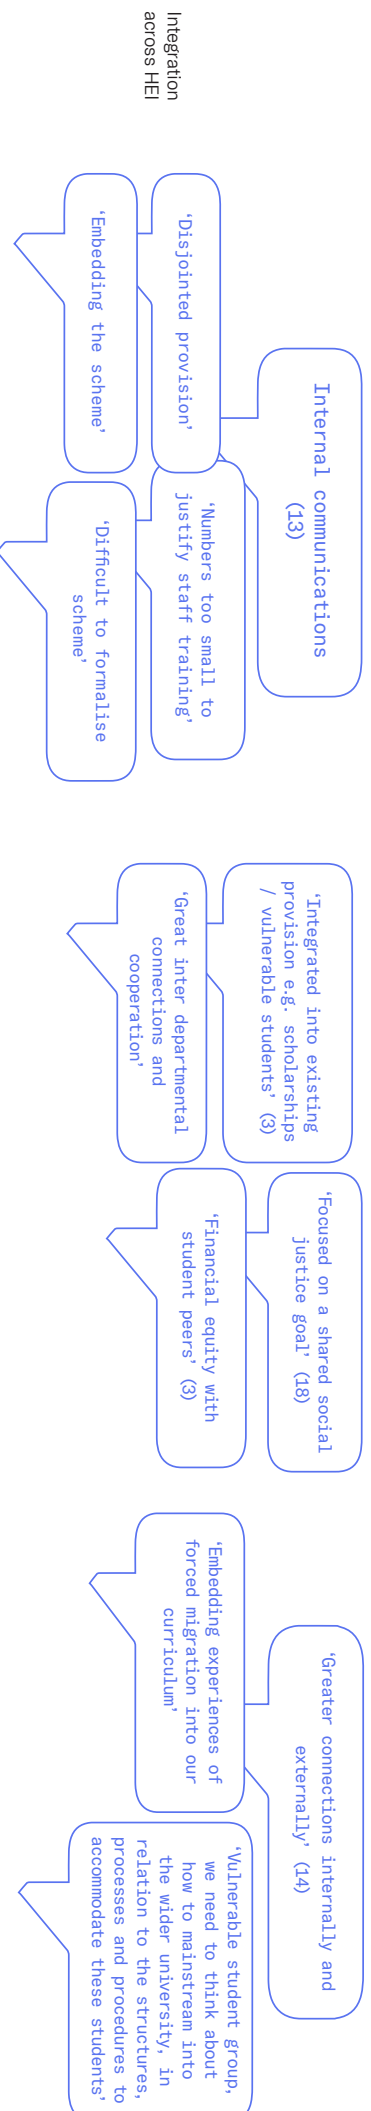 Integration
across HEI
Internal communications
(13)
‘Disjointed provision’
‘Embedding the scheme’
‘Numbers too small to
justify staff training’
‘Difficult to formalise
scheme’
‘Integrated into existing
provision e.g. scholarships
/ vulnerable students’ (3)
‘Great inter departmental
connections and
cooperation’
‘Focused on a shared social
justice goal’ (18)
‘Financial equity with
student peers’ (3)
‘Greater connections internally and
externally’ (14)
‘Embedding experiences of
forced migration into our
curriculum’
‘Vulnerable student group,
we need to think about
how to mainstream into
the wider university, in
relation to the structures,
processes and procedures to
accommodate these students’